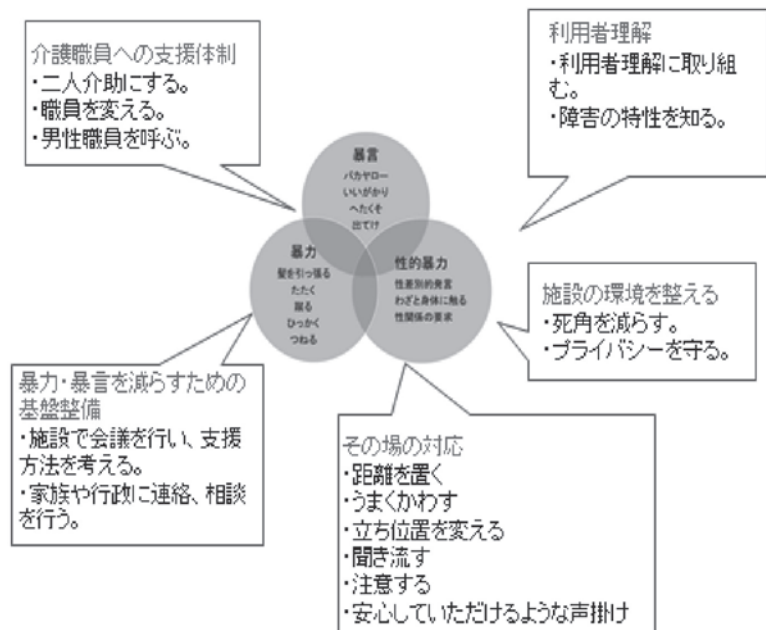 介護職員への支援体制
・二人介助にする。
・職員を変える。
・男性職員を呼ぶ。
利用者理解
・利用者理解に取り組
む。
・障害の特性を知る。
暴言
バカヤロー
いいがかり
へたくそ
出てけ
暴力
髪を引っ張る
たたく
蹴る
ひっかく
つねる
性的暴力
性差別的発言
わざと身体に触る
性関係の要求
施設の環境を整える
・死角を減らす。
・プライバシーを守る。
暴力・暴言を減らすための
基盤整備
・施設で会議を行い、支援
方法を考える。
・家族や行政に連絡、相談
を行う。
その場の対応
・距離を置く
・うまくかわす
・立ち位置を変える
・聞き流す
・注意する
・安心していただけるような声掛け